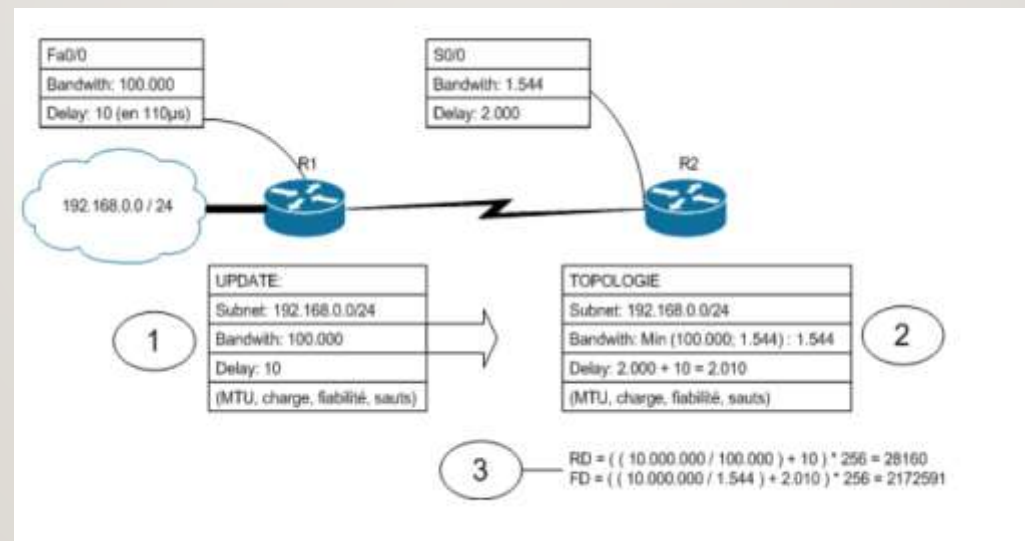 Fa0/0
Bandwith: 100.000
Delay: 10 (en 110µs)
S0/0
Bandwith: 1.544
Delay: 2.000
R1
R2
192.168.0.0 / 24
UPDATE:
Subnet: 192.168.0.0/24
Bandwith: 100.000
Delay: 10
(MTU, charge, fiabilité, sauts)
1
TOPOLOGIE
Subnet: 192.168.0.0/24
Bandwith: Min (100.000; 1.544) : 1.544
Delay: 2.000 + 10 = 2.010
(MTU, charge, fiabilité, sauts)
2
3
RD = ( ( 10.000.000 / 100.000 ) + 10 ) * 256 = 28160
FD = ( ( 10.000.000 / 1.544 ) + 2.010 ) * 256 = 2172591